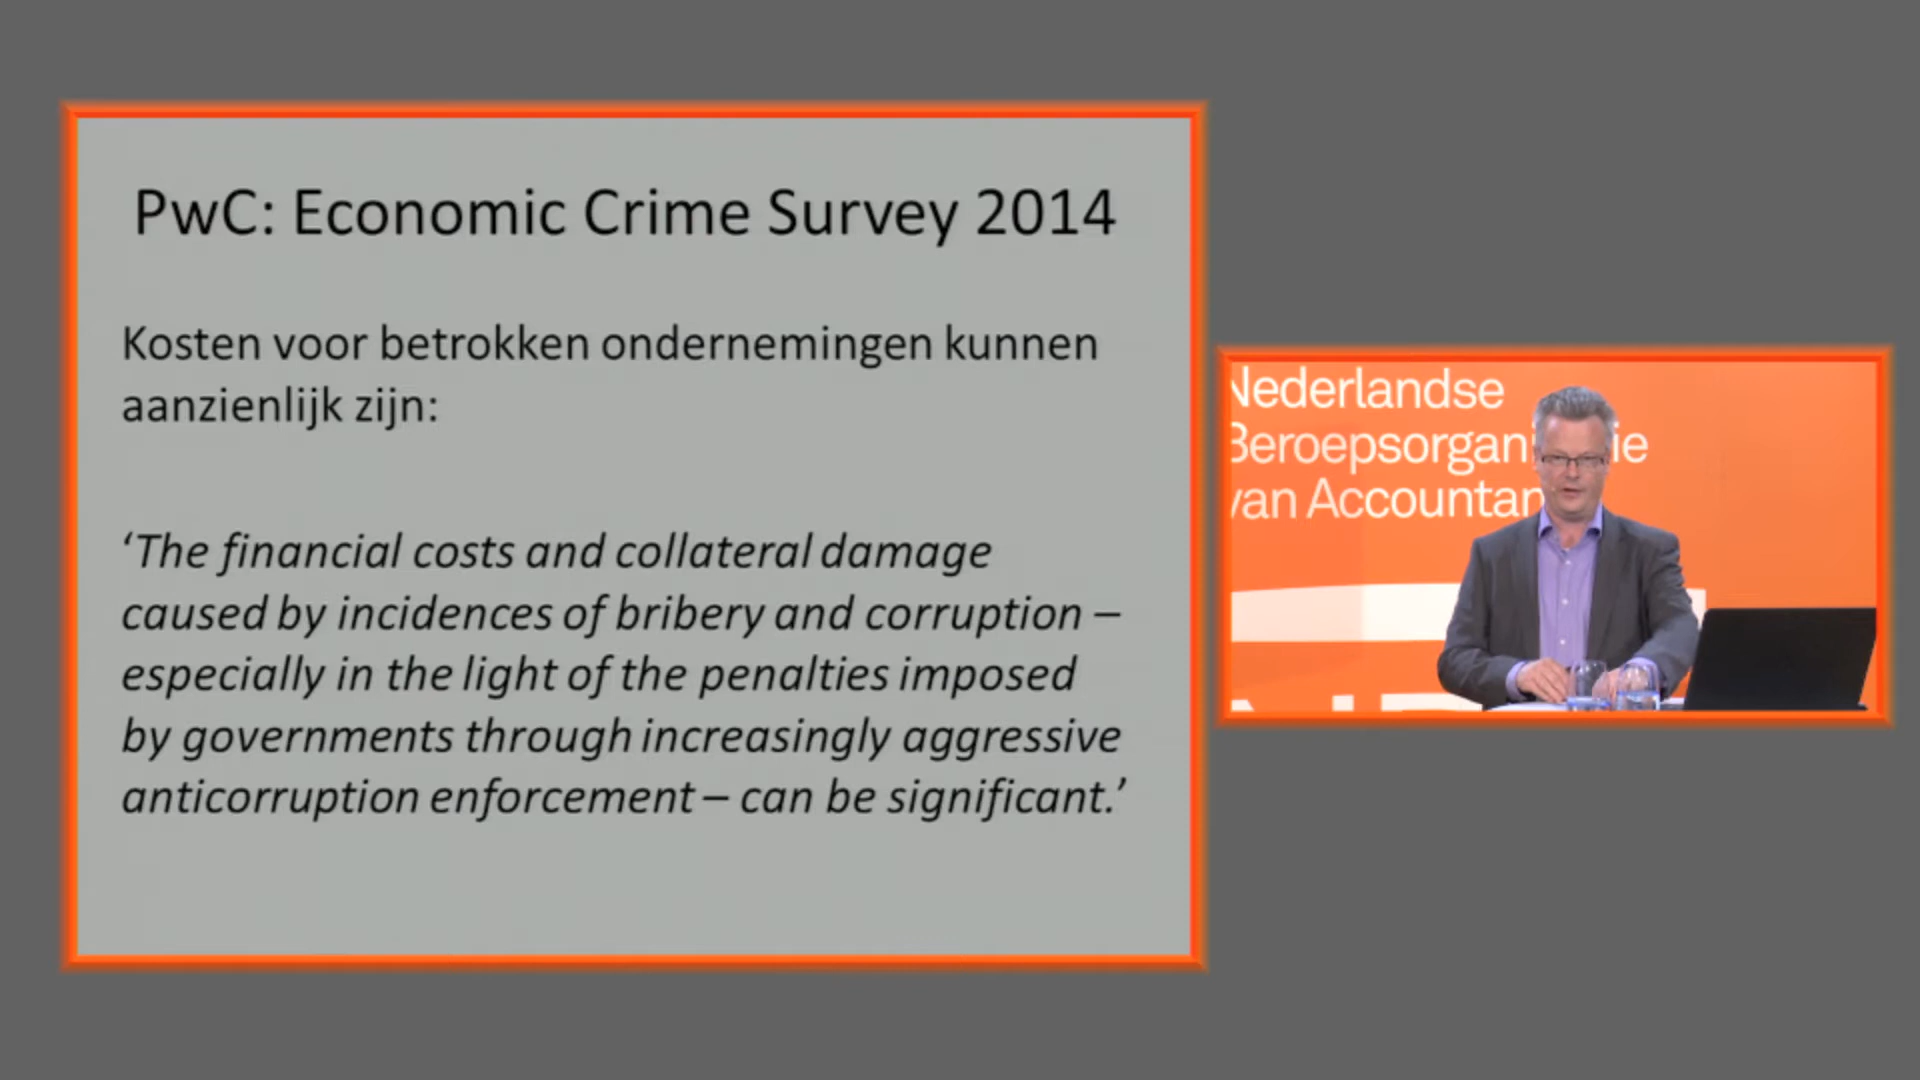 PwC: Economic Crime Survey 2014
Kosten voor betrokken ondernemingen kunnen
aanzienlijk zijn:
‘The financial costs and collateral damage
caused by incidences of bribery and corruption –
especially in the light of the penalties imposed
by governments through increasingly aggressive
anticorruption enforcement – can be significant.’
Nederlandse
van